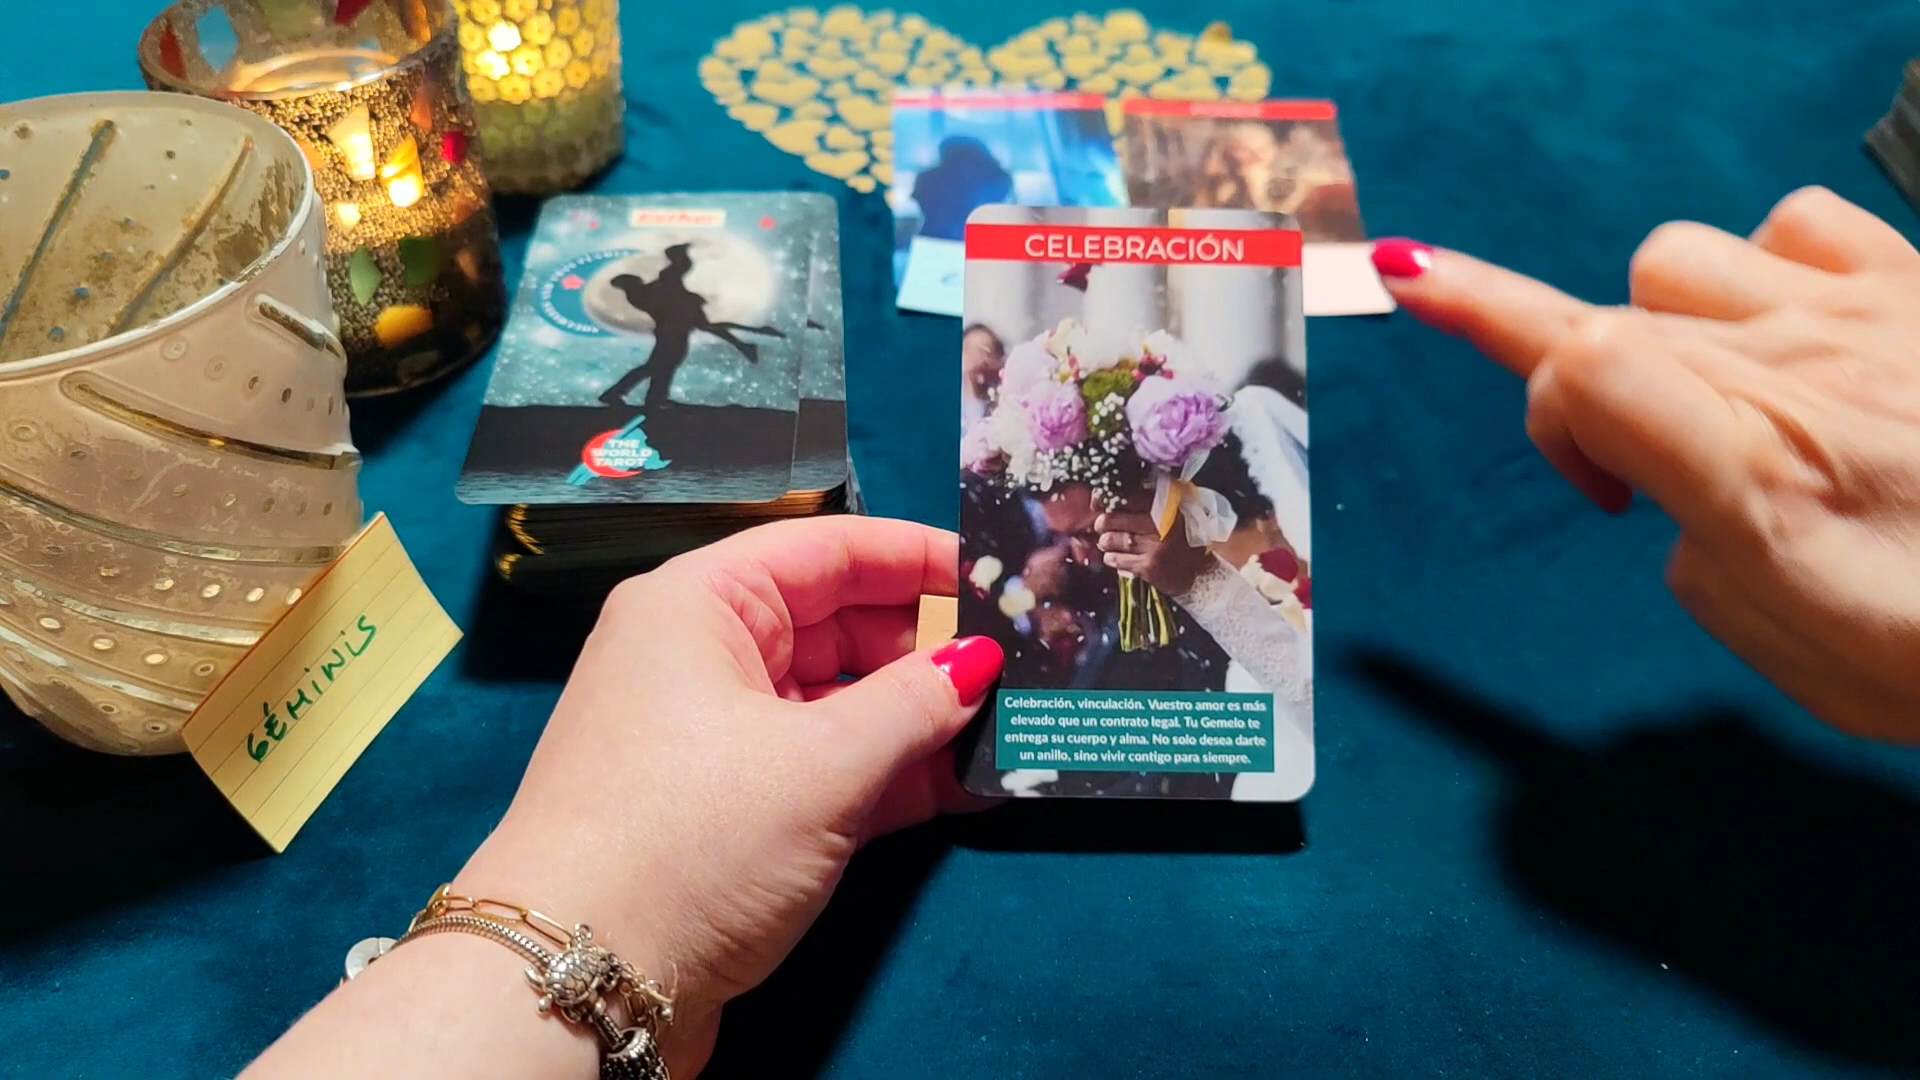 CELEBRACIÓN
Celebración, vinculación. Vuestro amor es más
elevado que un contrato legal. Tu Gemelo te
entrega su cuerpo y alma. No solo desea darte
un anillo, sino vivir contigo para siempre.
THE
WORLD
TAROT
GÉMINIS